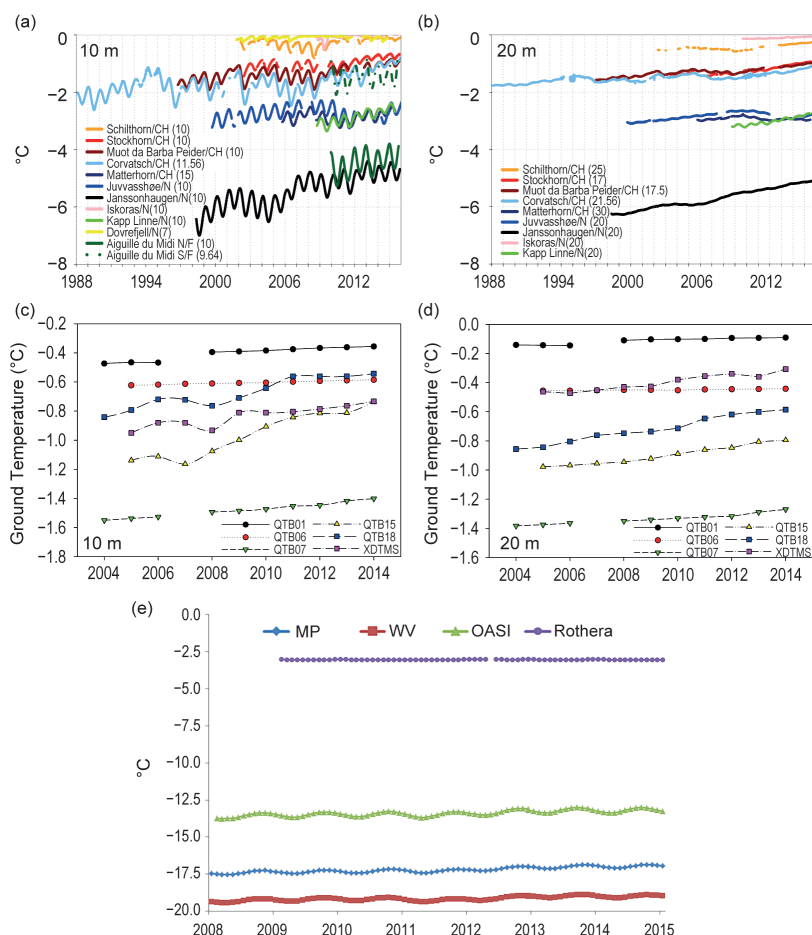 (a)
10 m
0
−2
−4
−6
−8
°C
Schilthorn/CH (10)
Stockhorn/CH (10)
Muot da Barba Peider/CH (10)
Corvatsch/CH (11.56)
Matterhorn/CH (15)
Juvvasshøe/N (10)
Janssonhaugen/N(10)
Iskoras/N(10)
Kapp Linne/N(10)
Dovrefjell/N(7)
Aiguille du Midi N/F (10)
Aiguille du Midi S/F (9.64)
1988 1994 2000 2006 2012
(b)
20 m
0
−2
−4
−6
−8
°C
Schilthorn/CH (25)
Stockhorn/CH (17)
Muot da Barba Peider/CH (17.5)
Corvatsch/CH (21.56)
Matterhorn/CH (30)
Juvvasshøe/N (20)
Janssonhaugen/N(20)
Iskoras/N(20)
Kapp Linne/N(20)
1988 1994 2000 2006 2012
(c)
Ground Temperature (°C)
−0.2
−0.4
−0.6
−0.8
−1.0
−1.2
−1.4
−1.6
−1.8
10 m
QTB01 QTB15
QTB06 QTB18
QTB07 XDTMS
2004 2006 2008 2010 2012 2014
(d)
Ground Temperature (°C)
0.0
−0.2
−0.4
−0.6
−0.8
−1.0
−1.2
−1.4
−1.6
20 m
QTB01 QTB15
QTB06 QTB18
QTB07 XDTMS
2004 2006 2008 2010 2012 2014
(e)
MP WV OASI Rothera
°C
0.0
−2.5
−5.0
−7.5
−10.0
−12.5
−15.0
−17.5
−20.0
2008 2009 2010 2011 2012 2013 2014 2015